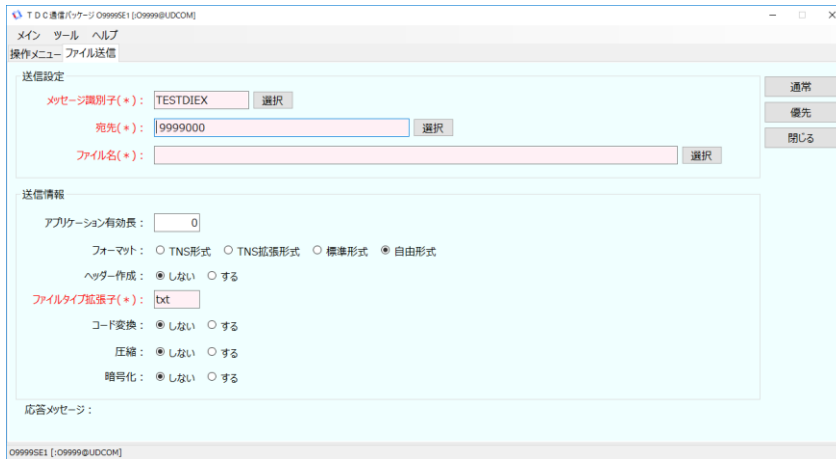 TDC通信パッケージ O9999SE1 [:O9999@UDCOM]
メイン ツール ヘルプ
操作メニュー ファイル送信
送信設定
メッセージ識別子(*): TESTDIEX 選択
宛先(*): 9999000 選択
ファイル名(*): 選択
通常
優先
閉じる
送信情報
アプリケーション有効長: 0
フォーマット: TNS形式 TNS拡張形式 標準形式 自由形式
ヘッダー作成: しない する
ファイルタイプ拡張子(*): txt
コード変換: しない する
圧縮: しない する
暗号化: しない する
応答メッセージ:
O9999SE1 [:O9999@UDCOM]